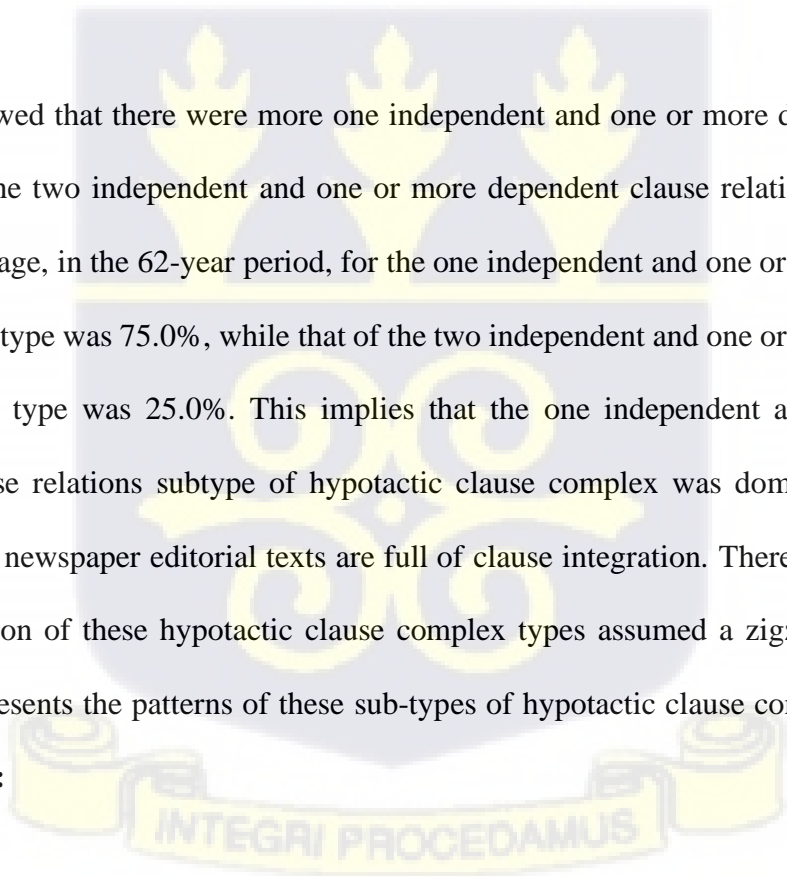 wed that there were more one independent and one or more d
ne two independent and one or more dependent clause relati
age, in the 62-year period, for the one independent and one or
type was 75.0%, while that of the two independent and one or
type was 25.0%. This implies that the one independent a
se relations subtype of hypotactic clause complex was dom
newspaper editorial texts are full of clause integration. There
on of these hypotactic clause complex types assumed a zigz
esents the patterns of these sub-types of hypotactic clause co
:
INTEGRI PROCEDAMUS